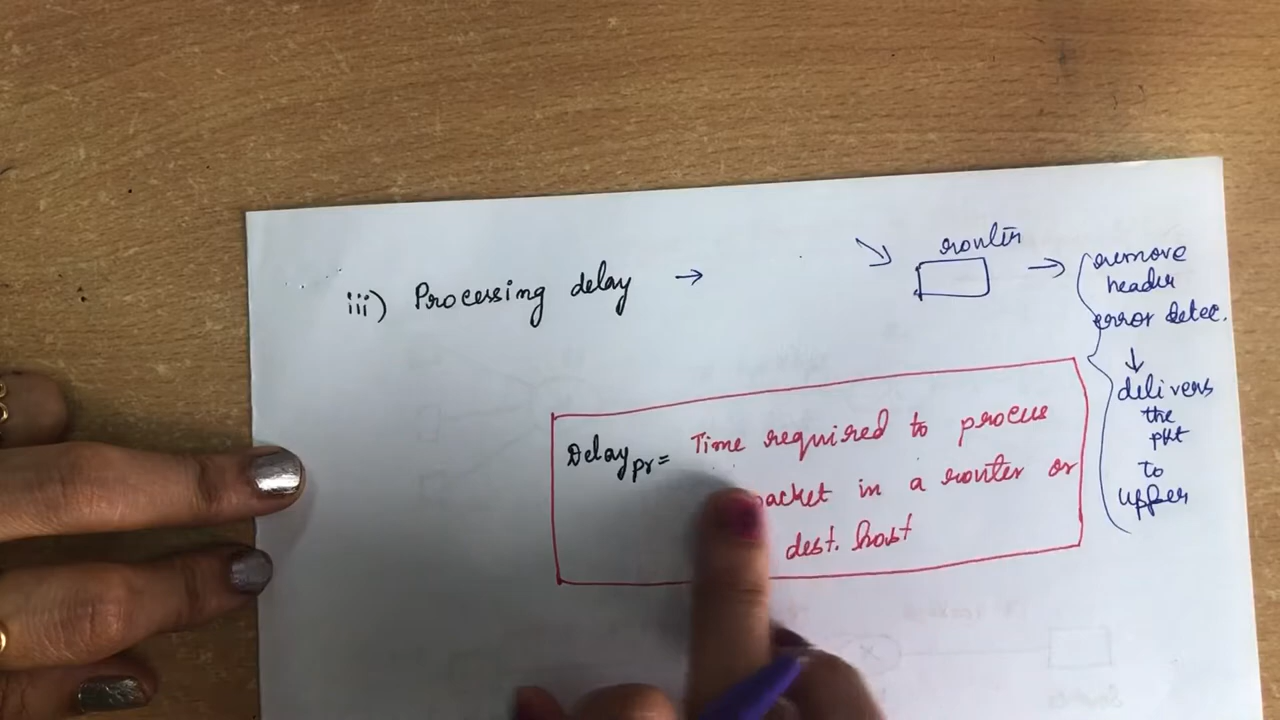 iii) Processing delay →
router
→ remove
header
error detec.
↓
delivers
the
pkt
to
upper
Delay pr = Time required to process
packet in a router or
dest. host